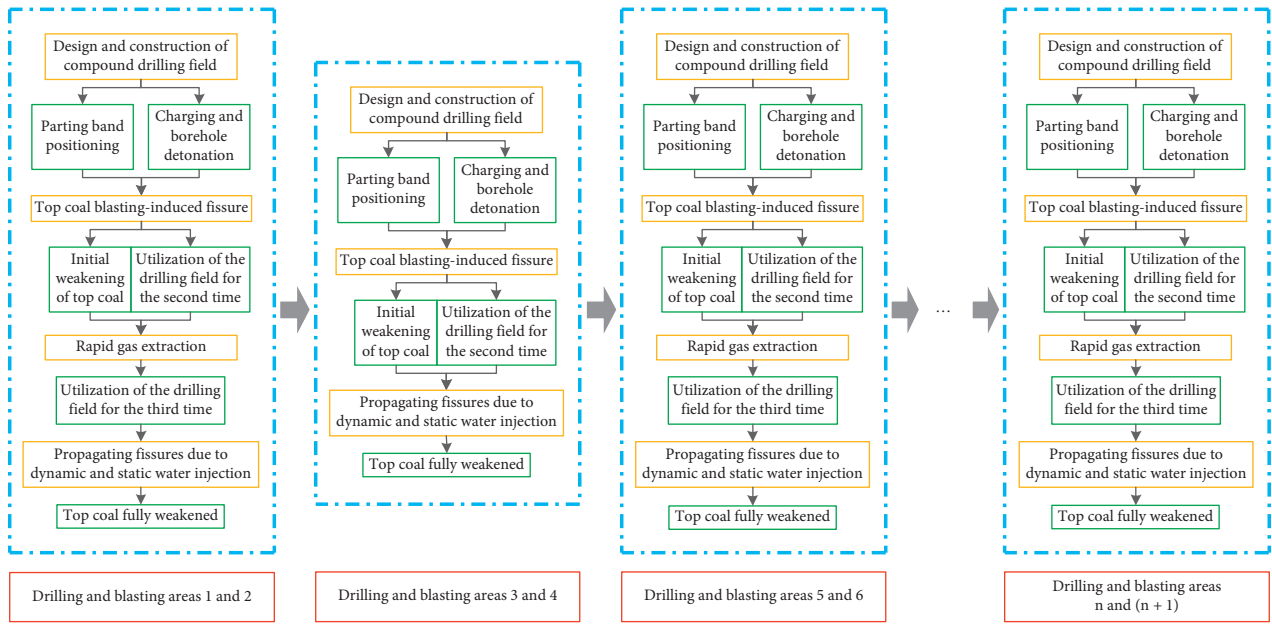 Design and construction of
compound drilling field
Parting band
positioning
Charging and
borehole
detonation
Top coal blasting-induced fissure
Initial
weakening
of top coal
Utilization of the
drilling field for
the second time
Rapid gas extraction
Utilization of the drilling
field for the third time
Propagating fissures due to
dynamic and static water injection
Top coal fully weakened
Drilling and blasting areas 1 and 2
Design and construction of
compound drilling field
Parting band
positioning
Charging and
borehole
detonation
Top coal blasting-induced fissure
Initial
weakening
of top coal
Utilization of the
drilling field for
the second time
Propagating fissures due to
dynamic and static water injection
Top coal fully weakened
Drilling and blasting areas 3 and 4
Design and construction of
compound drilling field
Parting band
positioning
Charging and
borehole
detonation
Top coal blasting-induced fissure
Initial
weakening
of top coal
Utilization of the
drilling field for
the second time
Rapid gas extraction
Utilization of the drilling
field for the third time
Propagating fissures due to
dynamic and static water injection
Top coal fully weakened
Drilling and blasting areas 5 and 6
...
Design and construction of
compound drilling field
Parting band
positioning
Charging and
borehole
detonation
Top coal blasting-induced fissure
Initial
weakening
of top coal
Utilization of the
drilling field for
the second time
Rapid gas extraction
Utilization of the drilling
field for the third time
Propagating fissures due to
dynamic and static water injection
Top coal fully weakened
Drilling and blasting areas
n and (n + 1)